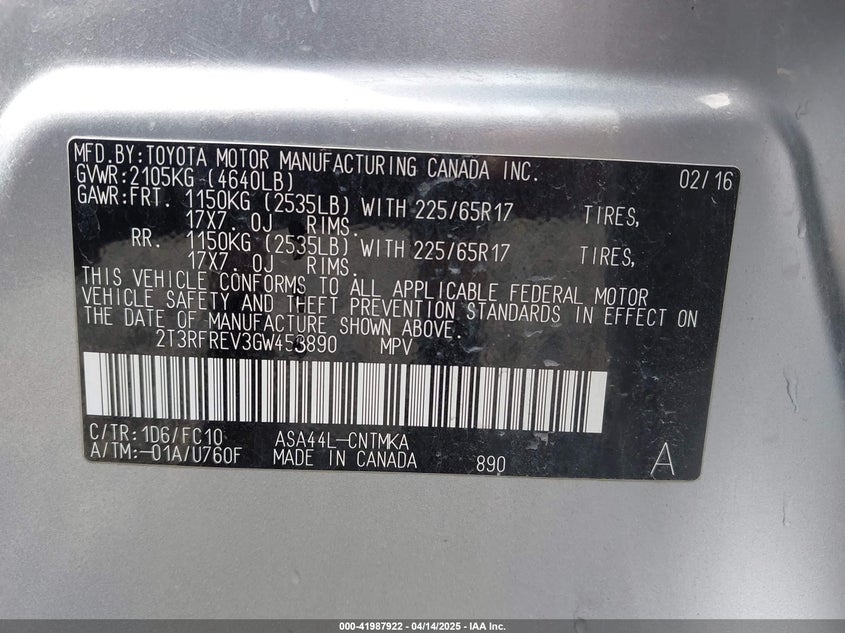 MFD.BY:TOYOTA MOTOR MANUFACTURING CANADA INC. 02/16
GVWR:2105KG (4640LB)
GAWR:FRT. 1150KG (2535LB) WITH 225/65R17 TIRES,
17X7.0J RIMS.
RR. 1150KG (2535LB) WITH 225/65R17 TIRES,
17X7.0J RIMS.
THIS VEHICLE CONFORMS TO ALL APPLICABLE FEDERAL MOTOR
VEHICLE SAFETY AND THEFT PREVENTION STANDARDS IN EFFECT ON
THE DATE OF MANUFACTURE SHOWN ABOVE.
2T3RFREV3GW453890 MPV
C/TR:1D6/FC10 ASA44L-CNTMKA
A/TM:-01A/U760F MADE IN CANADA 890 A
000-41987922 - 04/14/2025 - IAA Inc.